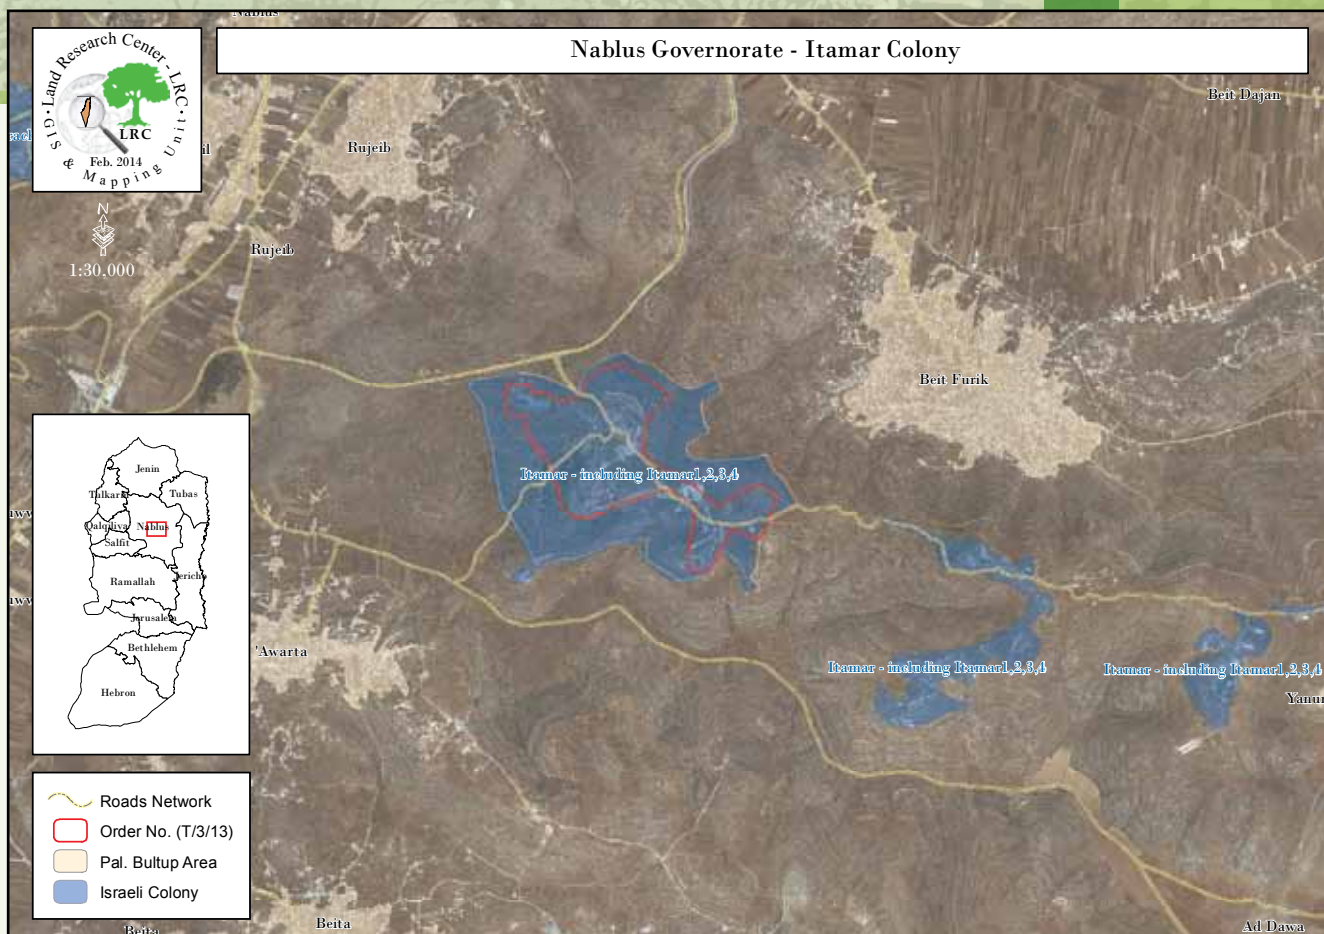 Nablus
Nablus Governorate - Itamar Colony
GIS & Mapping Unit · Land Research Center - LRC ·
LRC
Feb. 2014
Beit Dajan
Rujeib
N
Rujeib
1:30,000
Beit Furik
Itamar - including Itamar1,2,3,4
Jenin
Tulkarm
Tubas
Qalqiliya
Nablus
Salfit
Ramallah
Jericho
Jerusalem
Bethlehem
Hebron
'Awarta
Itamar - including Itamar1,2,3,4
Itamar - including Itamar1,2,3,4
Yanun
Roads Network
Order No. (T/3/13)
Pal. Bultup Area
Israeli Colony
Beita
Beita
Ad Dawa